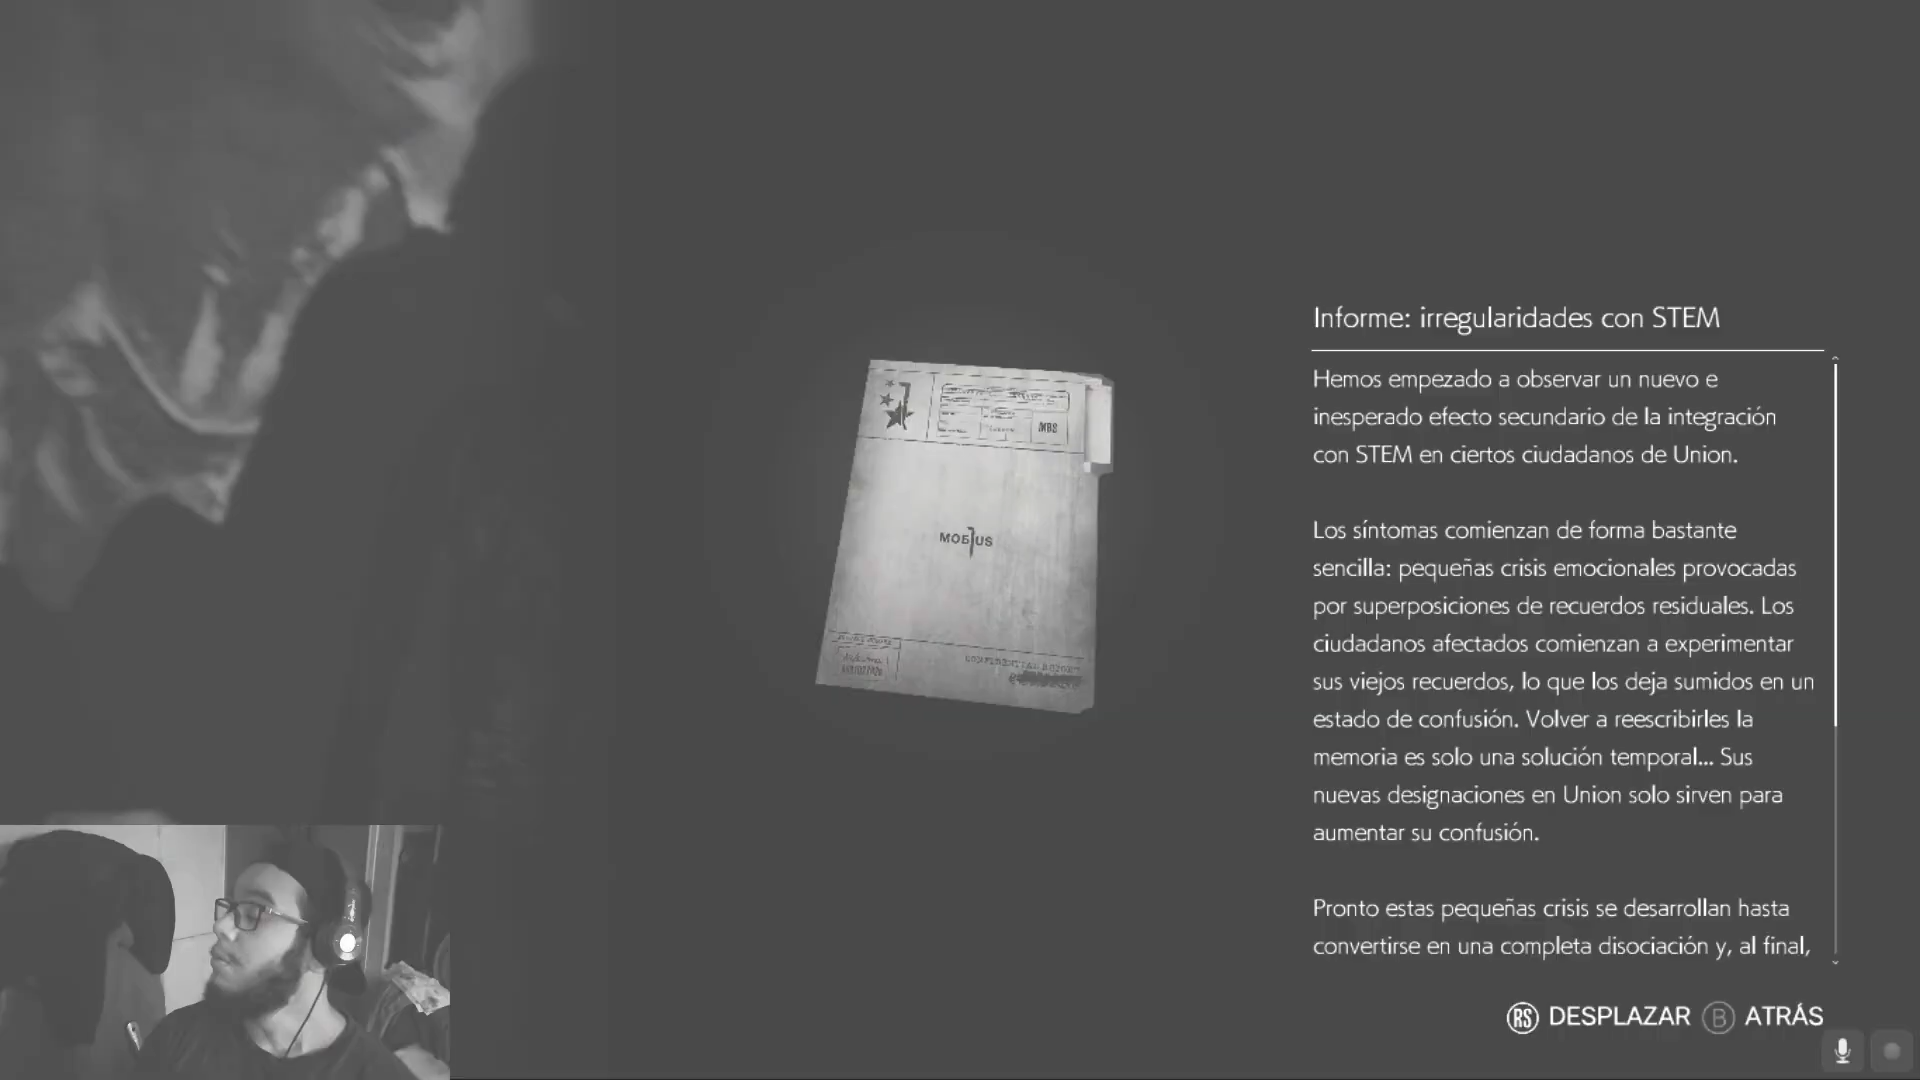 Informe: irregularidades con STEM
Hemos empezado a observar un nuevo e
inesperado efecto secundario de la integración
con STEM en ciertos ciudadanos de Union.
Los síntomas comienzan de forma bastante
sencilla: pequeñas crisis emocionales provocadas
por superposiciones de recuerdos residuales. Los
ciudadanos afectados comienzan a experimentar
sus viejos recuerdos, lo que los deja sumidos en un
estado de confusión. Volver a reescribirles la
memoria es solo una solución temporal... Sus
nuevas designaciones en Union solo sirven para
aumentar su confusión.
Pronto estas pequeñas crisis se desarrollan hasta
convertirse en una completa disociación y, al final,
MBS
MOBIUS
CONFIDENTIAL REPORT
RS DESPLAZAR B ATRÁS